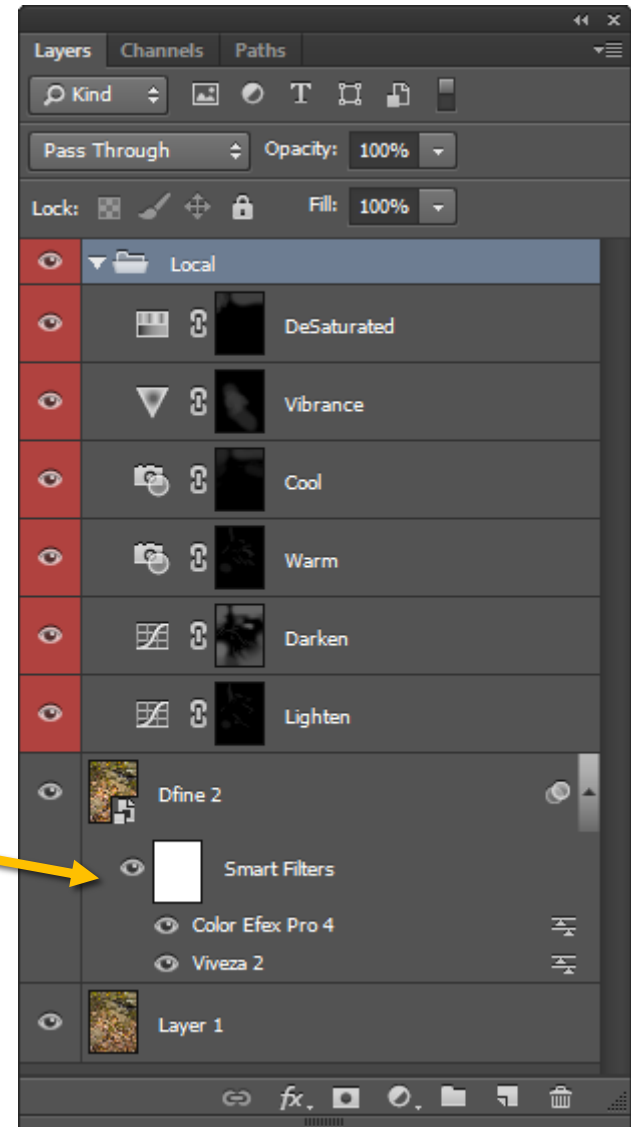 Layers Channels Paths
Kind T
Pass Through Opacity: 100%
Lock: Fill: 100%
Local
DeSaturated
Vibrance
Cool
Warm
Darken
Lighten
Dfine 2
Smart Filters
Color Efex Pro 4
Viveza 2
Layer 1
fx.